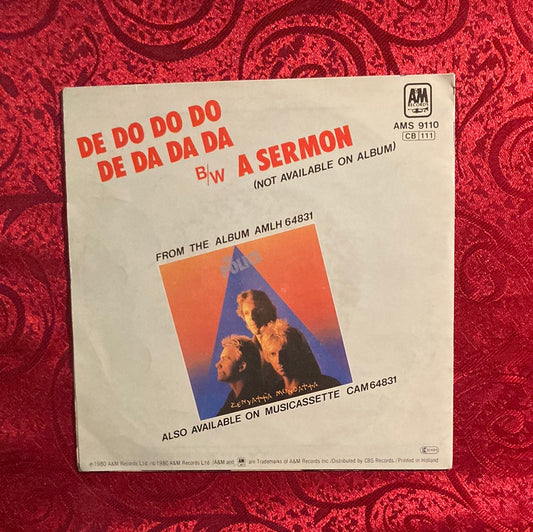 A&M
RECORDS
AMS 9110
CB 111
DE DO DO DO
DE DA DA DA
B/W A SERMON
(NOT AVAILABLE ON ALBUM)
FROM THE ALBUM AMLH 64831
POLICE
ZENYATTA MONDATTA
ALSO AVAILABLE ON MUSICASSETTE CAM 64831
℗ 1980 A&M Records Ltd. /© 1980 A&M Records Ltd. /A&M and A&M are Trademarks of A&M Records Inc./Distributed by CBS Records./Printed in Holland